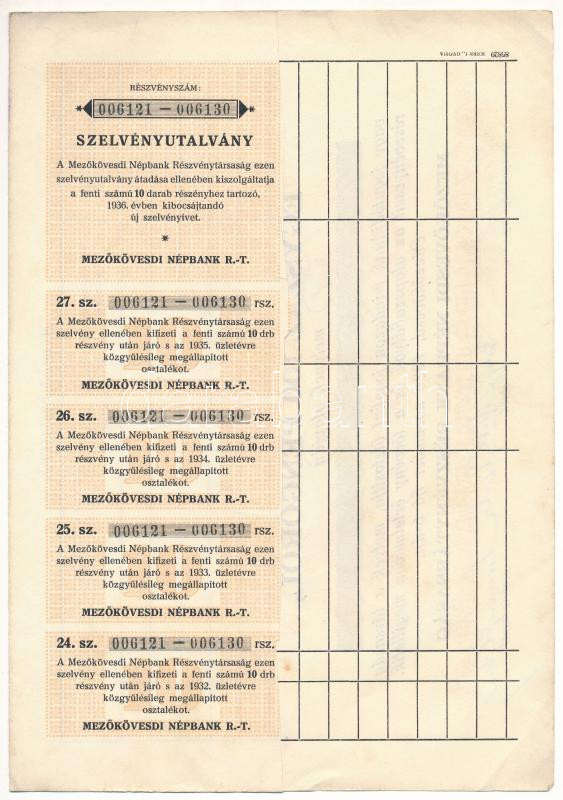 RÉSZVÉNYSZÁM:
006121 — 006130
SZELVÉNYUTALVÁNY
A Mezőkövesdi Népbank Részvénytársaság ezen
szelvényutalvány átadása ellenében kiszolgáltatja
a fenti számú 10 darab részényhez tartozó,
1936. évben kibocsájtandó
új szelvényivet.
*
MEZŐKÖVESDI NÉPBANK R.-T.
27. sz. 006121 — 006130 rsz.
A Mezőkövesdi Népbank Részvénytársaság ezen
szelvény ellenében kifizeti a fenti számú 10 drb
részvény után járó s az 1935. üzletévre
közgyűlésileg megállapitott
osztalékot.
MEZŐKÖVESDI NÉPBANK R.-T.
26. sz. 006121 — 006130 rsz.
A Mezőkövesdi Népbank Részvénytársaság ezen
szelvény ellenében kifizeti a fenti számú 10 drb
részvény után járó s az 1934. üzletévre
közgyűlésileg megállapitott
osztalékot.
MEZŐKÖVESDI NÉPBANK R.-T.
25. sz. 006121 — 006130 rsz.
A Mezőkövesdi Népbank Részvénytársaság ezen
szelvény ellenében kifizeti a fenti számú 10 drb
részvény után járó s az 1933. üzletévre
közgyűlésileg megállapitott
osztalékot.
MEZŐKÖVESDI NÉPBANK R.-T.
24. sz. 006121 — 006130 rsz.
A Mezőkövesdi Népbank Részvénytársaság ezen
szelvény ellenében kifizeti a fenti számú 10 drb
részvény után járó s az 1932. üzletévre
közgyűlésileg megállapitott
osztalékot.
MEZŐKÖVESDI NÉPBANK R.-T.